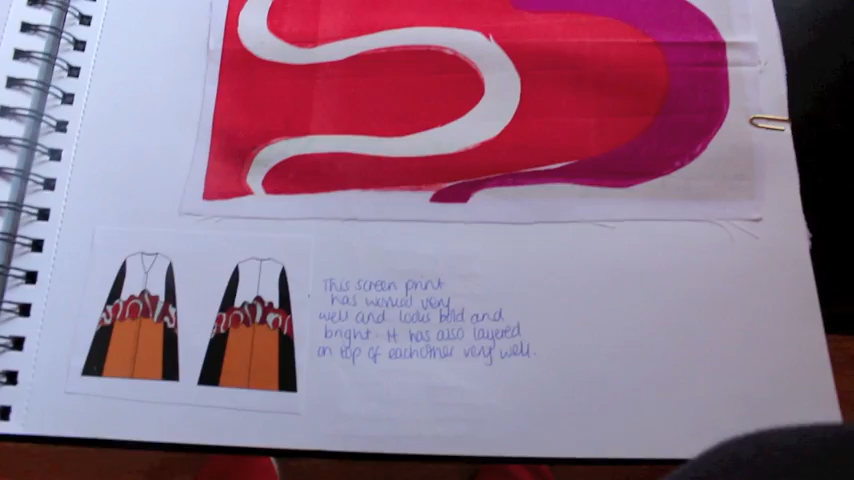 This screen print
has worked very
well and looks bold and
bright. It has also layered
on top of eachother very well.